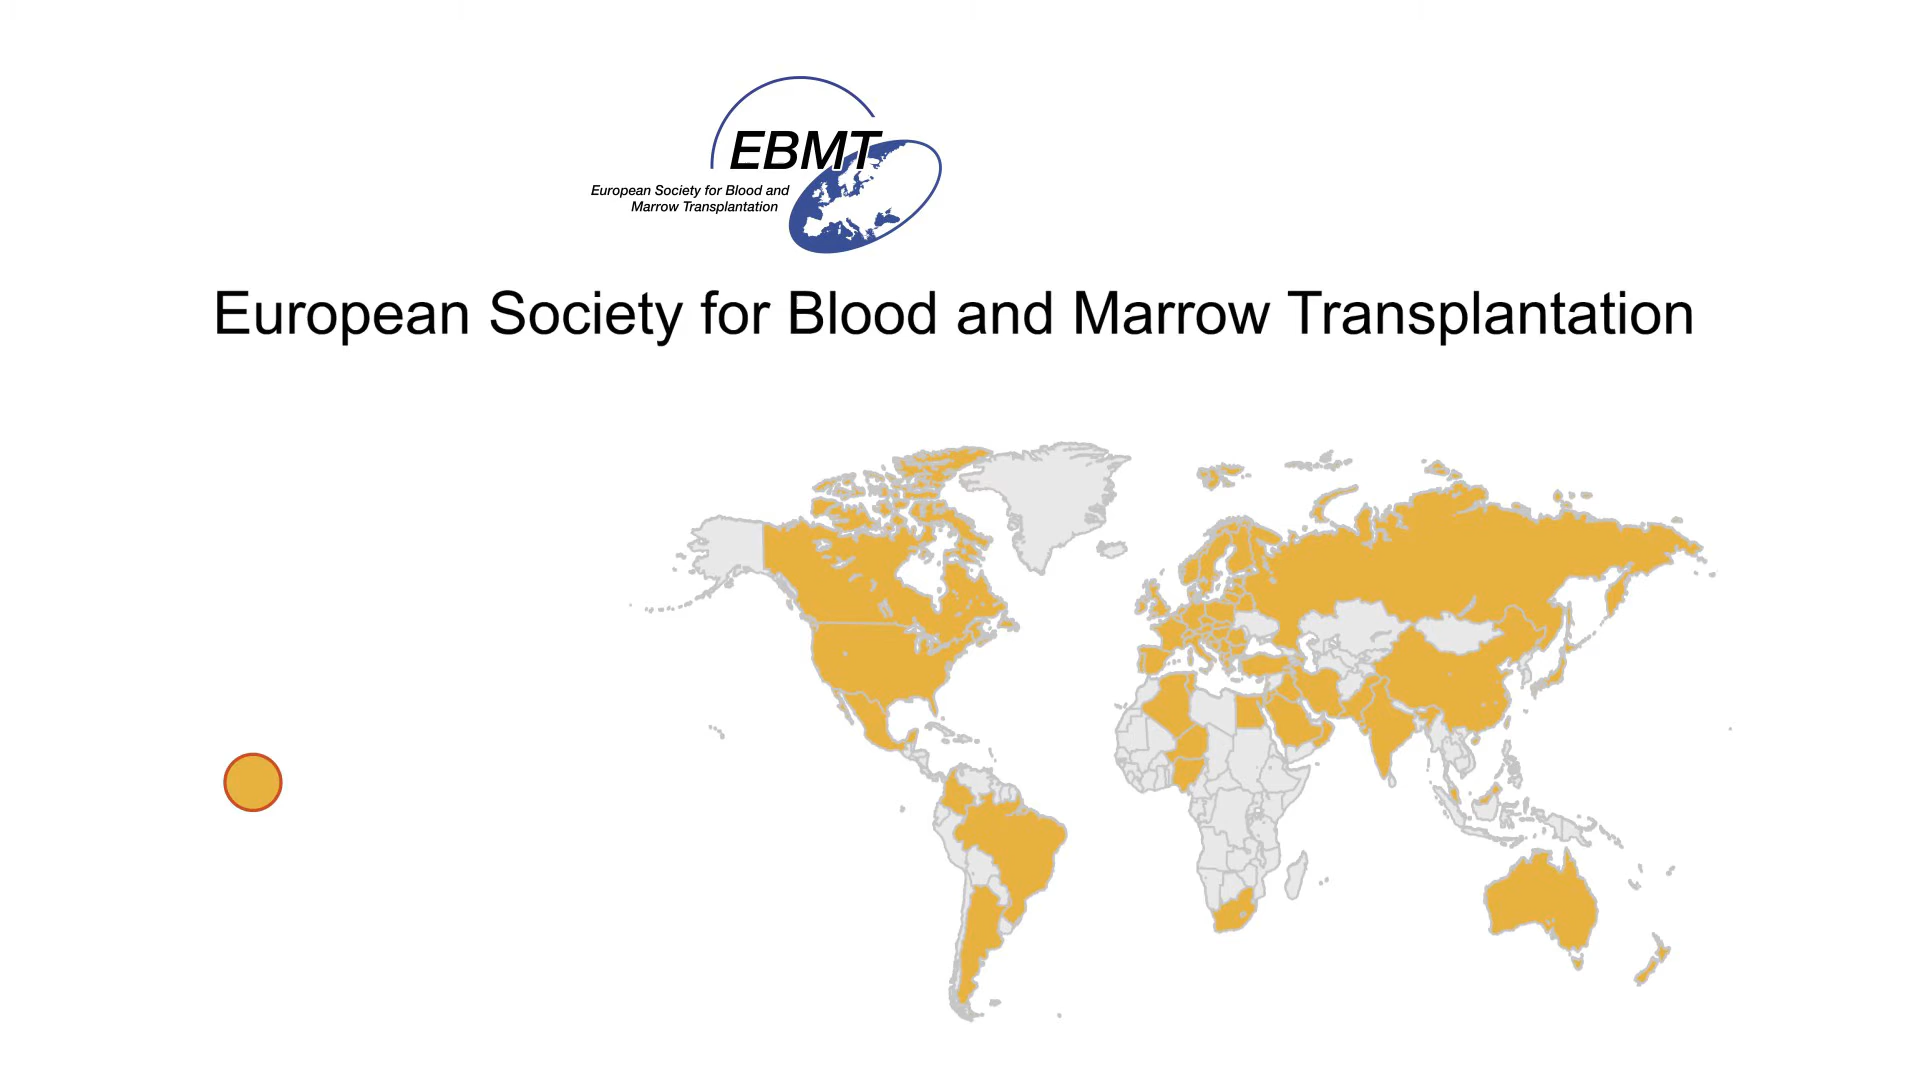 EBMT
European Society for Blood and
Marrow Transplantation
European Society for Blood and Marrow Transplantation